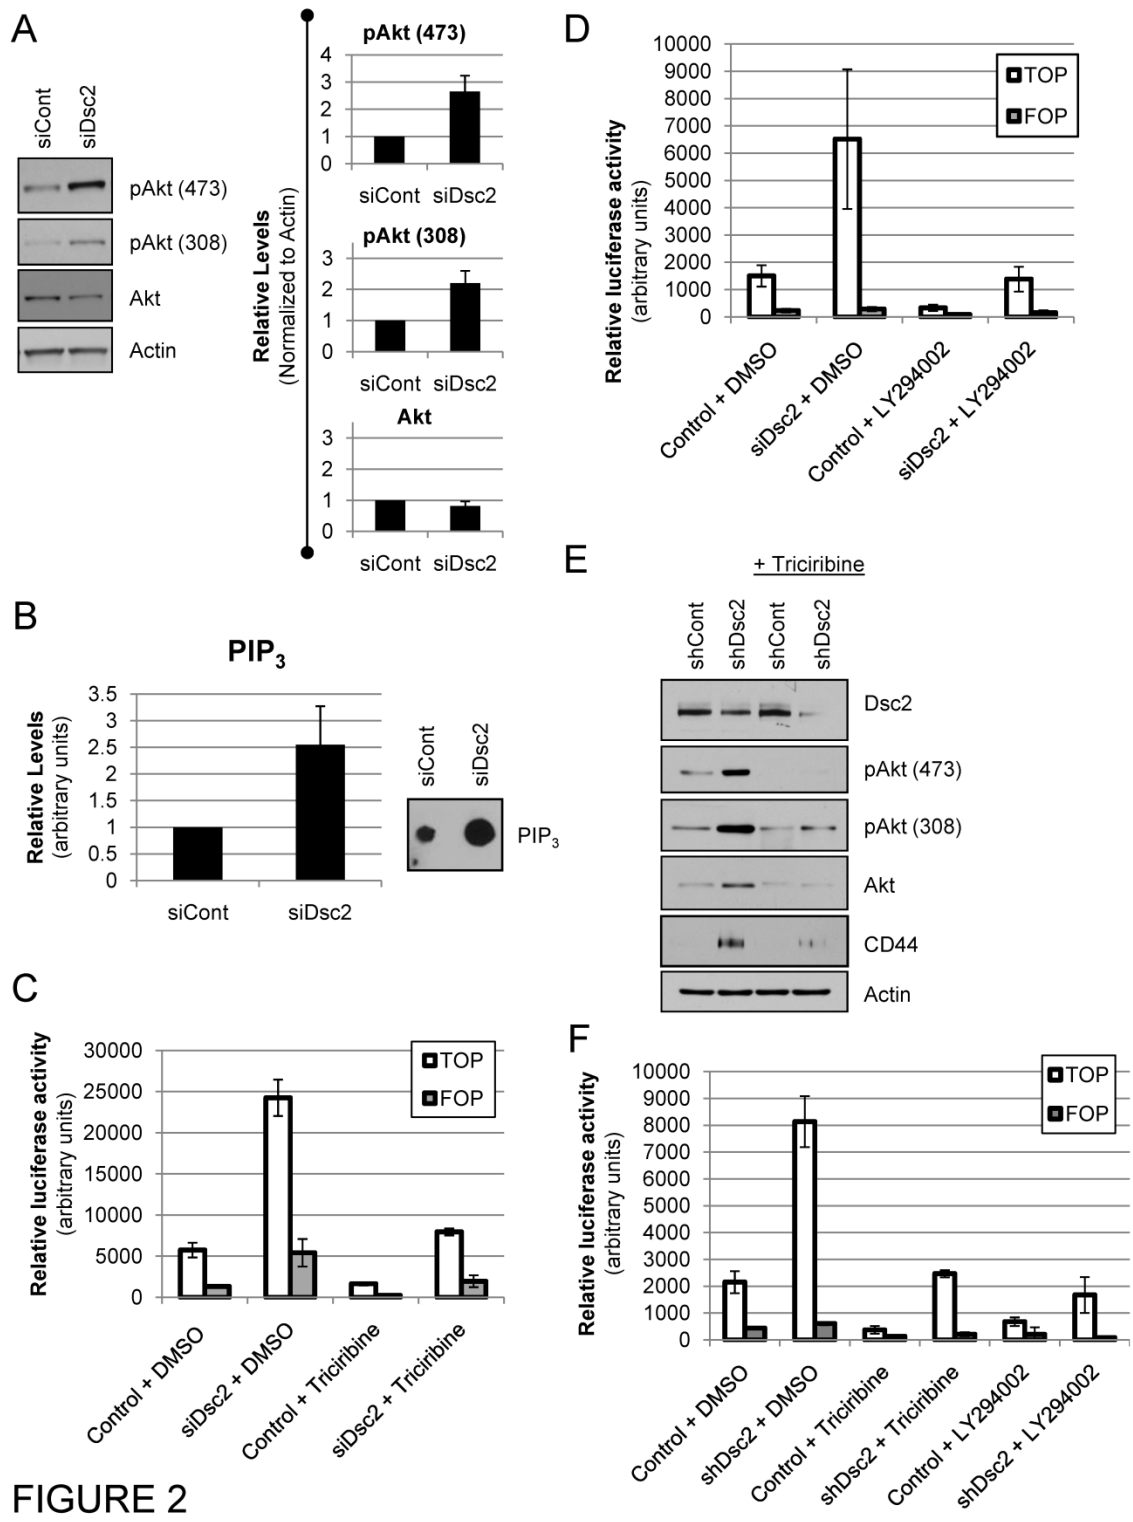 A
siCont
siDsc2
pAkt (473)
pAkt (308)
Akt
Actin
Relative Levels
(Normalized to Actin)
pAkt (473)
4
3
2
1
0
siCont siDsc2
pAkt (308)
3
2
1
0
siCont siDsc2
Akt
3
2
1
0
siCont siDsc2
B
PIP3
Relative Levels
(arbitrary units)
3.5
3
2.5
2
1.5
1
0.5
0
siCont siDsc2
siCont
siDsc2
PIP3
C
Relative luciferase activity
(arbitrary units)
30000
25000
20000
15000
10000
5000
0
TOP
FOP
Control + DMSO
siDsc2 + DMSO
Control + Triciribine
siDsc2 + Triciribine
D
Relative luciferase activity
(arbitrary units)
10000
9000
8000
7000
6000
5000
4000
3000
2000
1000
0
TOP
FOP
Control + DMSO
siDsc2 + DMSO
Control + LY294002
siDsc2 + LY294002
E
+ Triciribine
shCont
shDsc2
shCont
shDsc2
Dsc2
pAkt (473)
pAkt (308)
Akt
CD44
Actin
F
Relative luciferase activity
(arbitrary units)
10000
9000
8000
7000
6000
5000
4000
3000
2000
1000
0
TOP
FOP
Control + DMSO
shDsc2 + DMSO
Control + Triciribine
shDsc2 + Triciribine
Control + LY294002
shDsc2 + LY294002
FIGURE 2